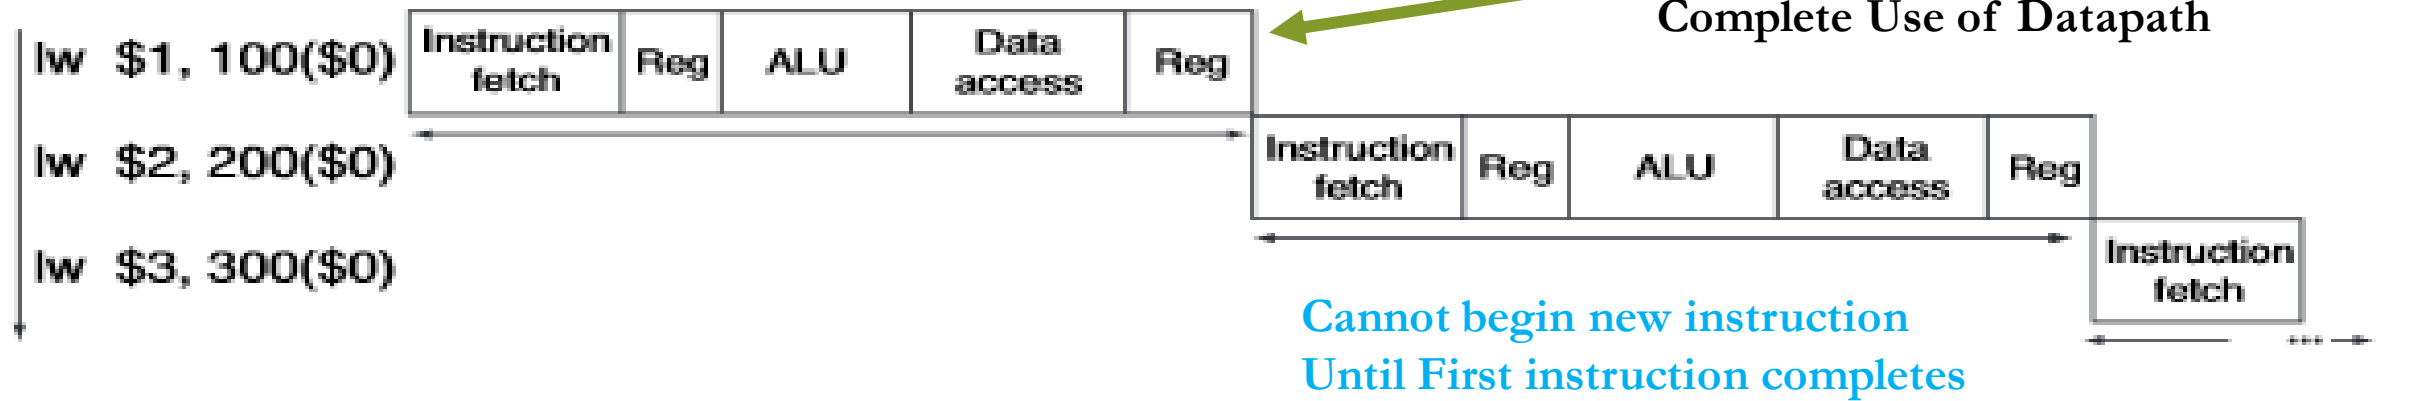 Complete Use of Datapath
lw $1, 100($0)
Instruction
fetch
Reg
ALU
Data
access
Reg
lw $2, 200($0)
Instruction
fetch
Reg
ALU
Data
access
Reg
lw $3, 300($0)
Instruction
fetch
...
Cannot begin new instruction
Until First instruction completes